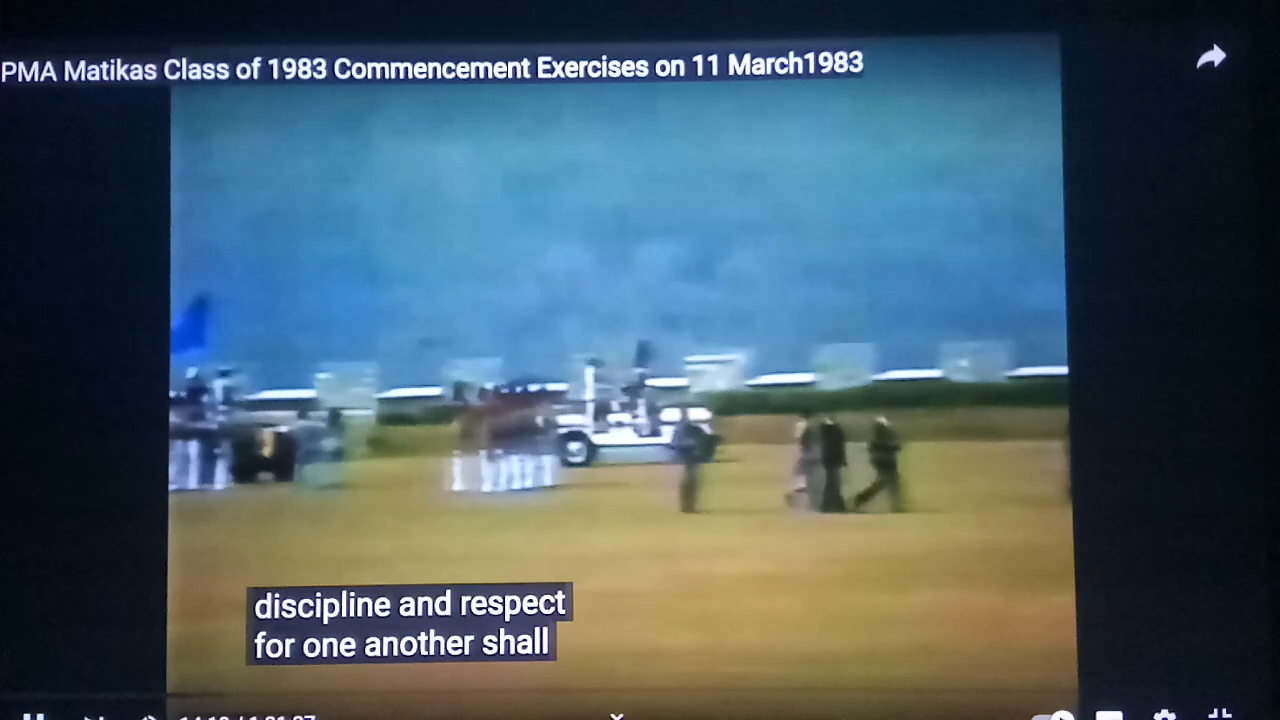 PMA Matikas Class of 1983 Commencement Exercises on 11 March1983
discipline and respect
for one another shall